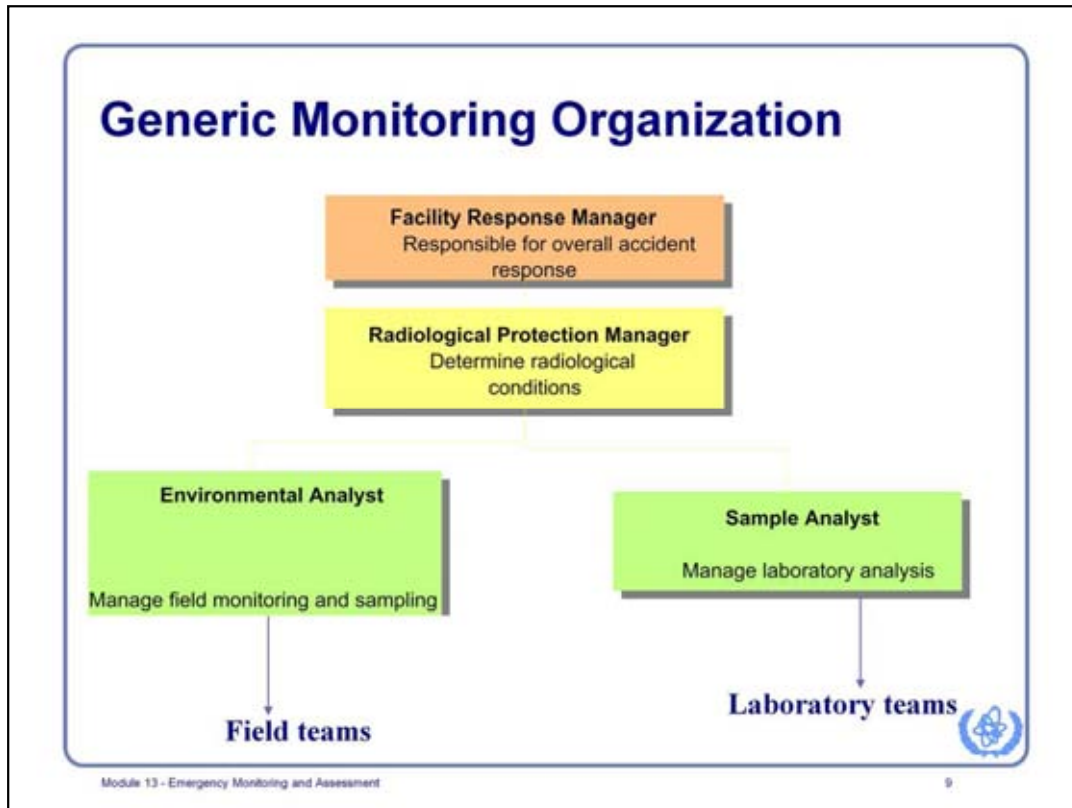 Generic Monitoring Organization
Facility Response Manager
Responsible for overall accident
response
Radiological Protection Manager
Determine radiological
conditions
Environmental Analyst
Manage field monitoring and sampling
Sample Analyst
Manage laboratory analysis
Field teams
Laboratory teams
Module 13 - Emergency Monitoring and Assessment
9